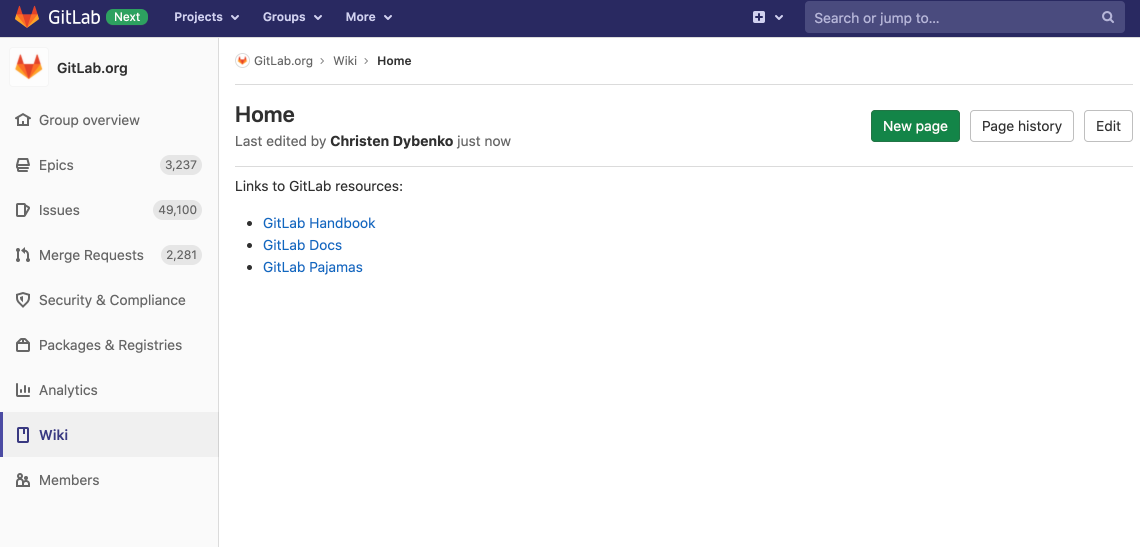 GitLab Next Projects Groups More Search or jump to...
GitLab.org
Group overview
Epics 3,237
Issues 49,100
Merge Requests 2,281
Security & Compliance
Packages & Registries
Analytics
Wiki
Members
GitLab.org › Wiki › Home
Home
Last edited by Christen Dybenko just now
New page Page history Edit
Links to GitLab resources:
• GitLab Handbook
• GitLab Docs
• GitLab Pajamas